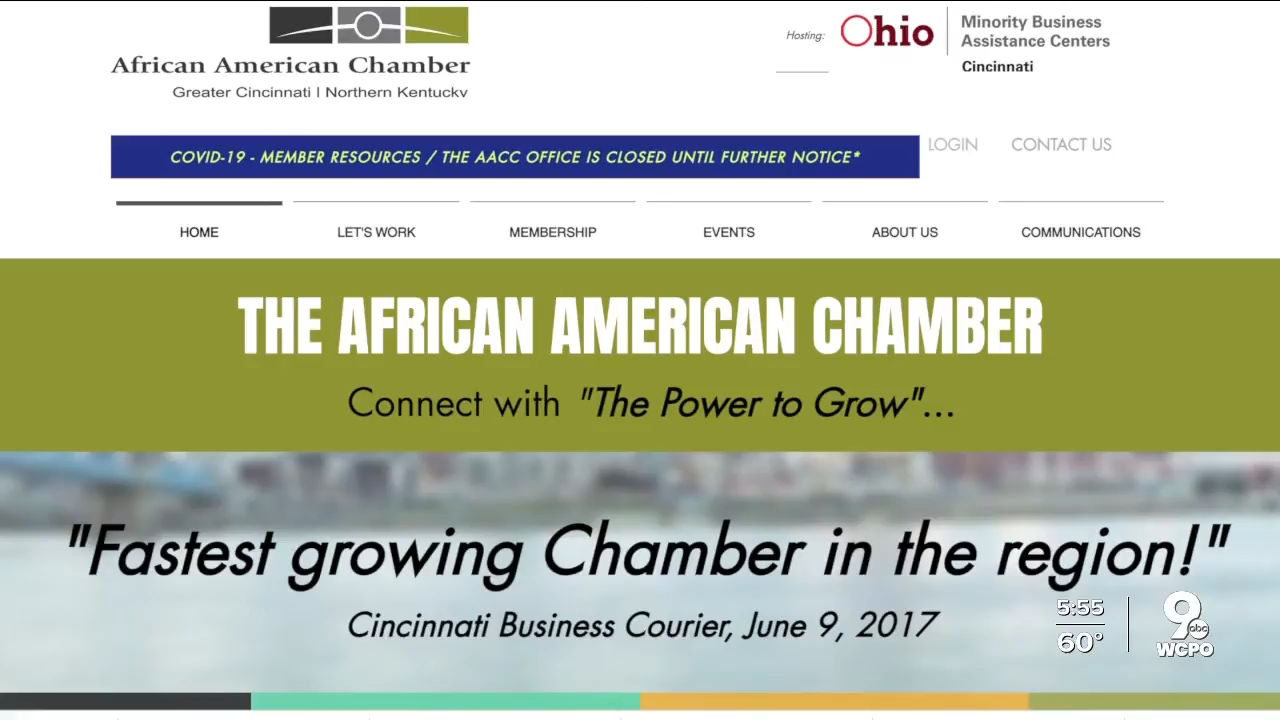 African American Chamber
Greater Cincinnati | Northern Kentucky
Hosting:
Ohio
Minority Business
Assistance Centers
Cincinnati
COVID-19 - MEMBER RESOURCES / THE AACC OFFICE IS CLOSED UNTIL FURTHER NOTICE*
LOGIN
CONTACT US
HOME
LET'S WORK
MEMBERSHIP
EVENTS
ABOUT US
COMMUNICATIONS
THE AFRICAN AMERICAN CHAMBER
Connect with "The Power to Grow"...
"Fastest growing Chamber in the region!"
Cincinnati Business Courier, June 9, 2017
5:55
60°
9
abc
WCPO